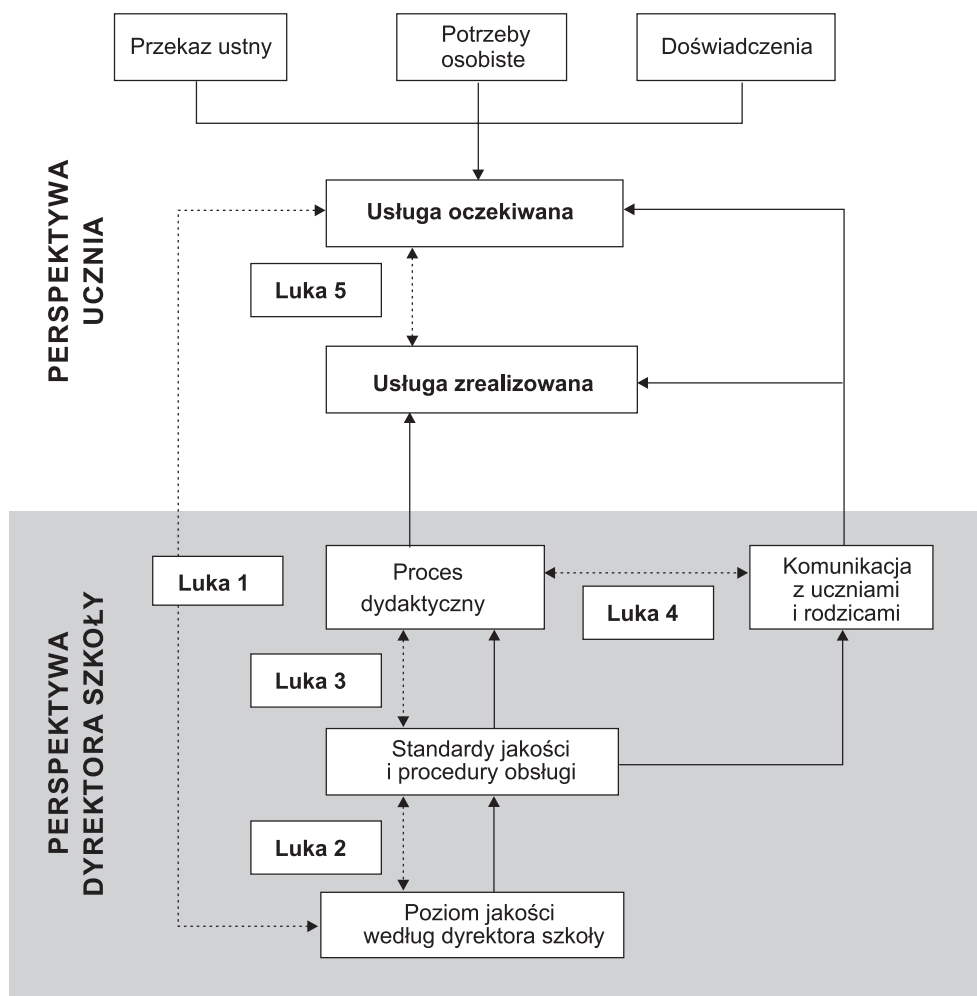 Przekaz ustny
Potrzeby
osobiste
Doświadczenia
PERSPEKTYWA
UCZNIA
Usługa oczekiwana
Luka 5
Usługa zrealizowana
PERSPEKTYWA
DYREKTORA SZKOŁY
Luka 1
Proces
dydaktyczny
Luka 4
Komunikacja
z uczniami
i rodzicami
Luka 3
Standardy jakości
i procedury obsługi
Luka 2
Poziom jakości
według dyrektora szkoły